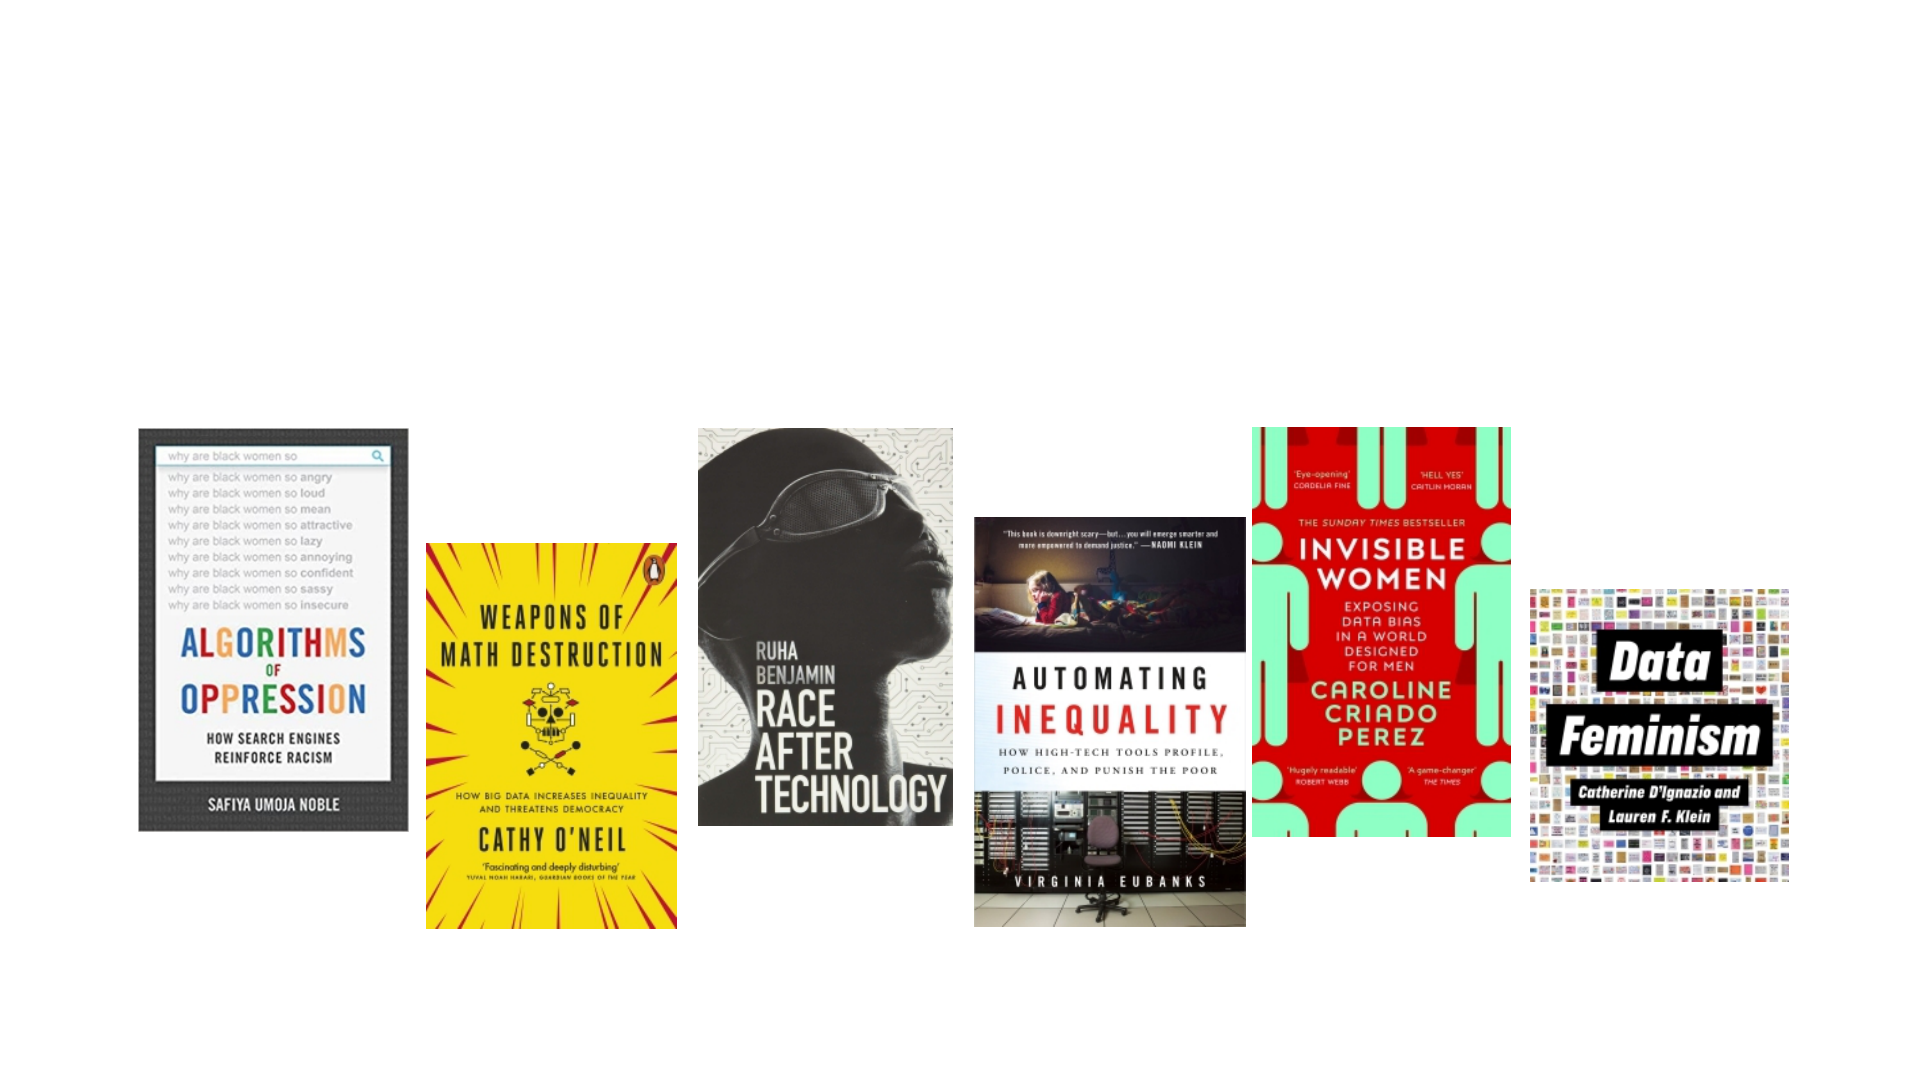 why are black women so
why are black women so angry
why are black women so loud
why are black women so mean
why are black women so attractive
why are black women so lazy
why are black women so annoying
why are black women so confident
why are black women so sassy
why are black women so insecure
ALGORITHMS
OF
OPPRESSION
HOW SEARCH ENGINES
REINFORCE RACISM
SAFIYA UMOJA NOBLE
WEAPONS OF
MATH DESTRUCTION
HOW BIG DATA INCREASES INEQUALITY
AND THREATENS DEMOCRACY
CATHY O'NEIL
'Fascinating and deeply disturbing'
YUVAL NOAH HARARI, GUARDIAN BOOKS OF THE YEAR
RUHA
BENJAMIN
RACE
AFTER
TECHNOLOGY
"This book is downright scary—but...you will emerge smarter and
more empowered to demand justice." —NAOMI KLEIN
AUTOMATING
INEQUALITY
HOW HIGH-TECH TOOLS PROFILE,
POLICE, AND PUNISH THE POOR
VIRGINIA EUBANKS
'Eye-opening'
CORDELIA FINE
'HELL YES'
CAITLIN MORAN
THE SUNDAY TIMES BESTSELLER
INVISIBLE
WOMEN
EXPOSING
DATA BIAS
IN A WORLD
DESIGNED
FOR MEN
CAROLINE
CRIADO
PEREZ
'Hugely readable'
ROBERT WEBB
'A game-changer'
THE TIMES
Data
Feminism
Catherine D'Ignazio and
Lauren F. Klein